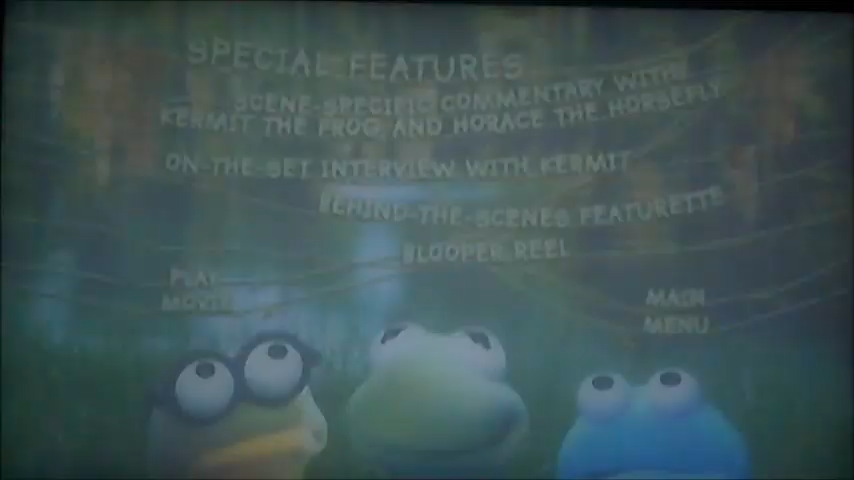 SPECIAL FEATURES
SCENE-SPECIFIC COMMENTARY WITH
KERMIT THE FROG AND HORACE THE HORSEFLY
ON-THE-SET INTERVIEW WITH KERMIT
BEHIND-THE-SCENES FEATURETTE
BLOOPER REEL
PLAY
MOVIE
MAIN
MENU